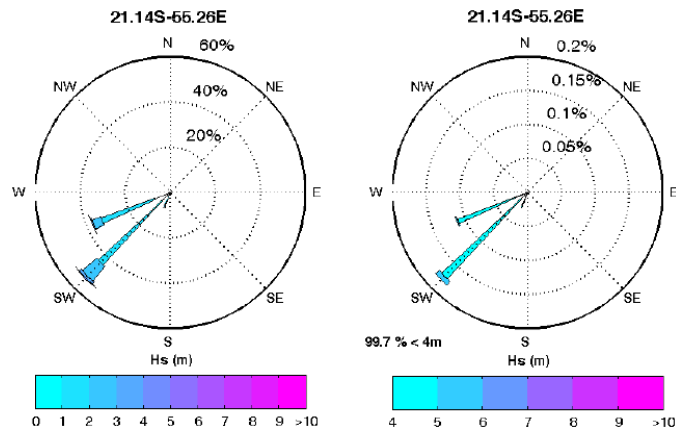 21.14S-55.26E
N
60%
40%
20%
NW
NE
W
E
SW
SE
S
Hs (m)
0 1 2 3 4 5 6 7 8 9 >10
21.14S-55.26E
N
0.2%
0.15%
0.1%
0.05%
NW
NE
W
E
SW
SE
S
99.7 % < 4m
Hs (m)
4 5 6 7 8 9 >10